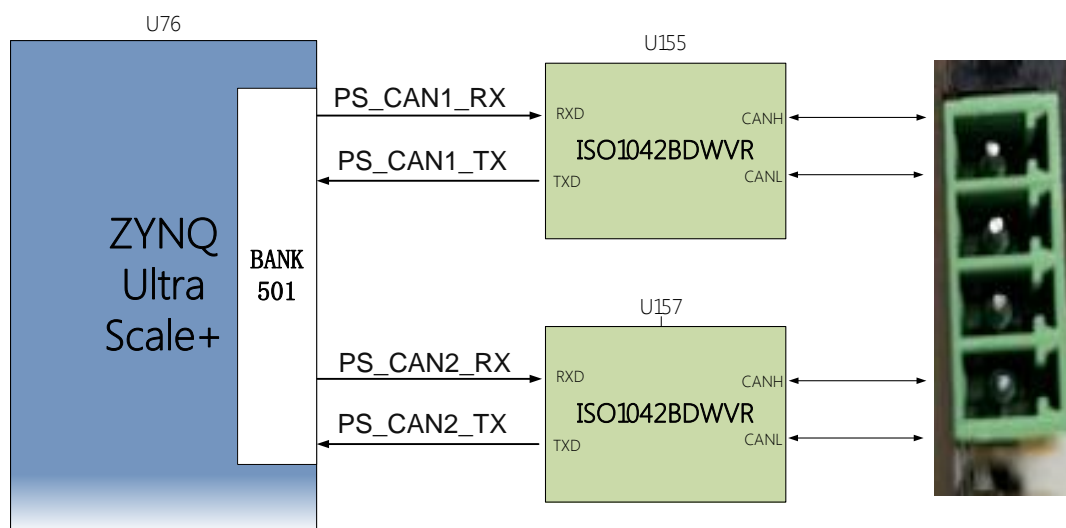 U76
U155
PS_CAN1_RX
RXD
CANH
ISO1042BDWVR
PS_CAN1_TX
TXD
CANL
ZYNQ
Ultra
Scale+
BANK
501
U157
PS_CAN2_RX
RXD
CANH
ISO1042BDWVR
PS_CAN2_TX
TXD
CANL